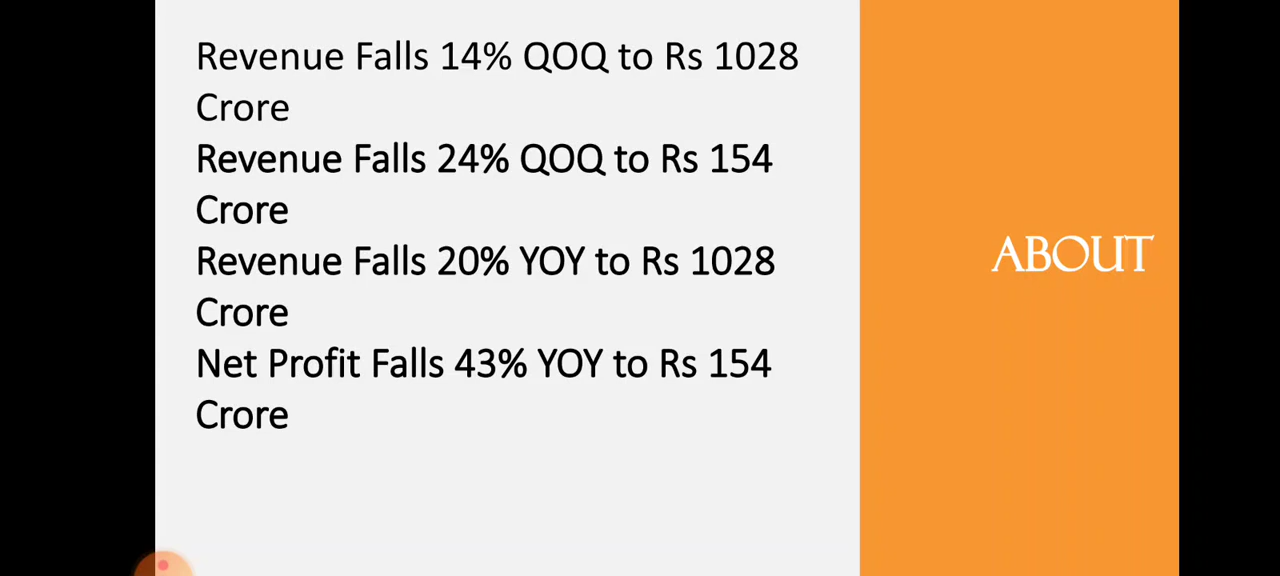 Revenue Falls 14% QOQ to Rs 1028
Crore
Revenue Falls 24% QOQ to Rs 154
Crore
Revenue Falls 20% YOY to Rs 1028
Crore
Net Profit Falls 43% YOY to Rs 154
Crore
ABOUT